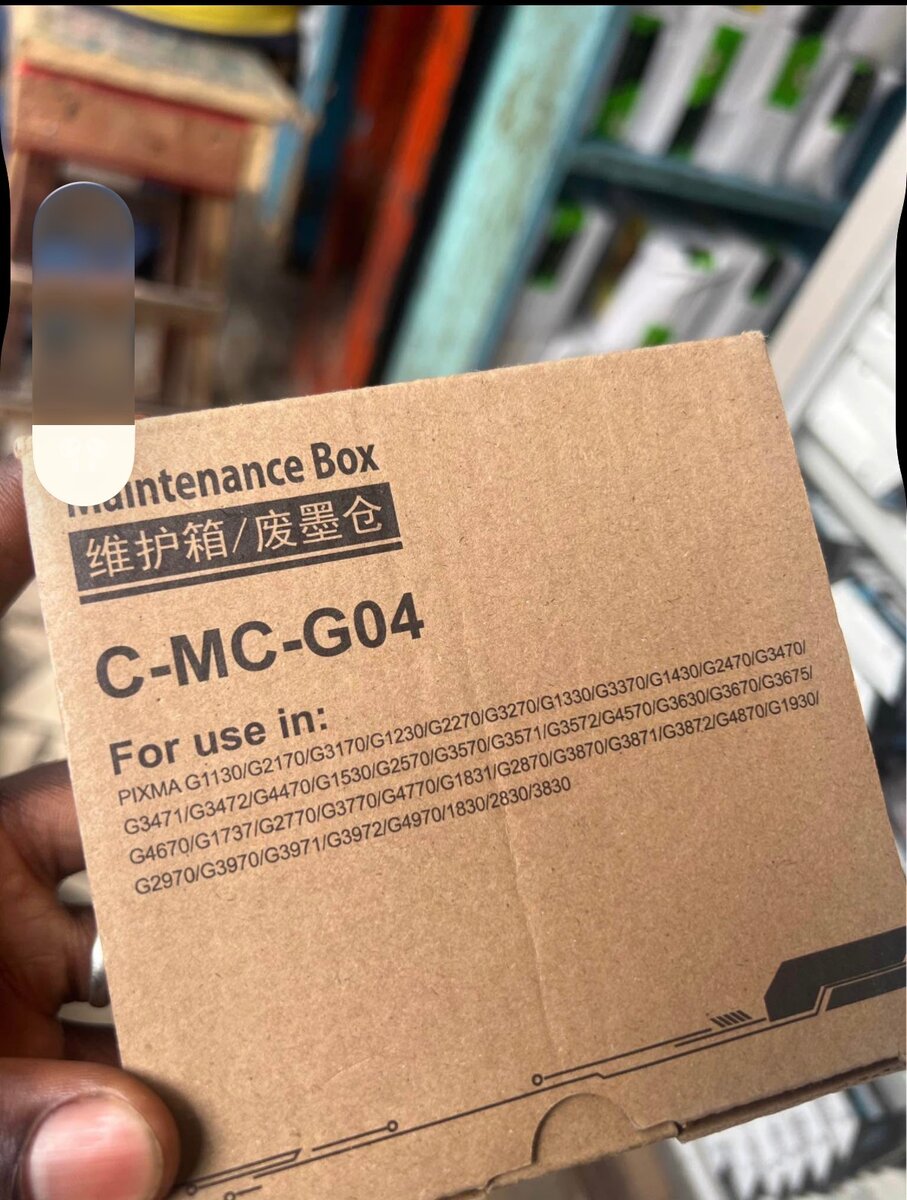 Maintenance Box
维护箱/废墨仓
C-MC-G04
For use in:
PIXMA G1130/G2170/G3170/G1230/G2270/G3270/G1330/G3370/G1430/G2470/G3470/
G3471/G3472/G4470/G1530/G2570/G3570/G3571/G3572/G4570/G3630/G3670/G3675/
G4670/G1737/G2770/G3770/G4770/G1831/G2870/G3870/G3871/G3872/G4870/G1930/
G2970/G3970/G3971/G3972/G4970/1830/2830/3830